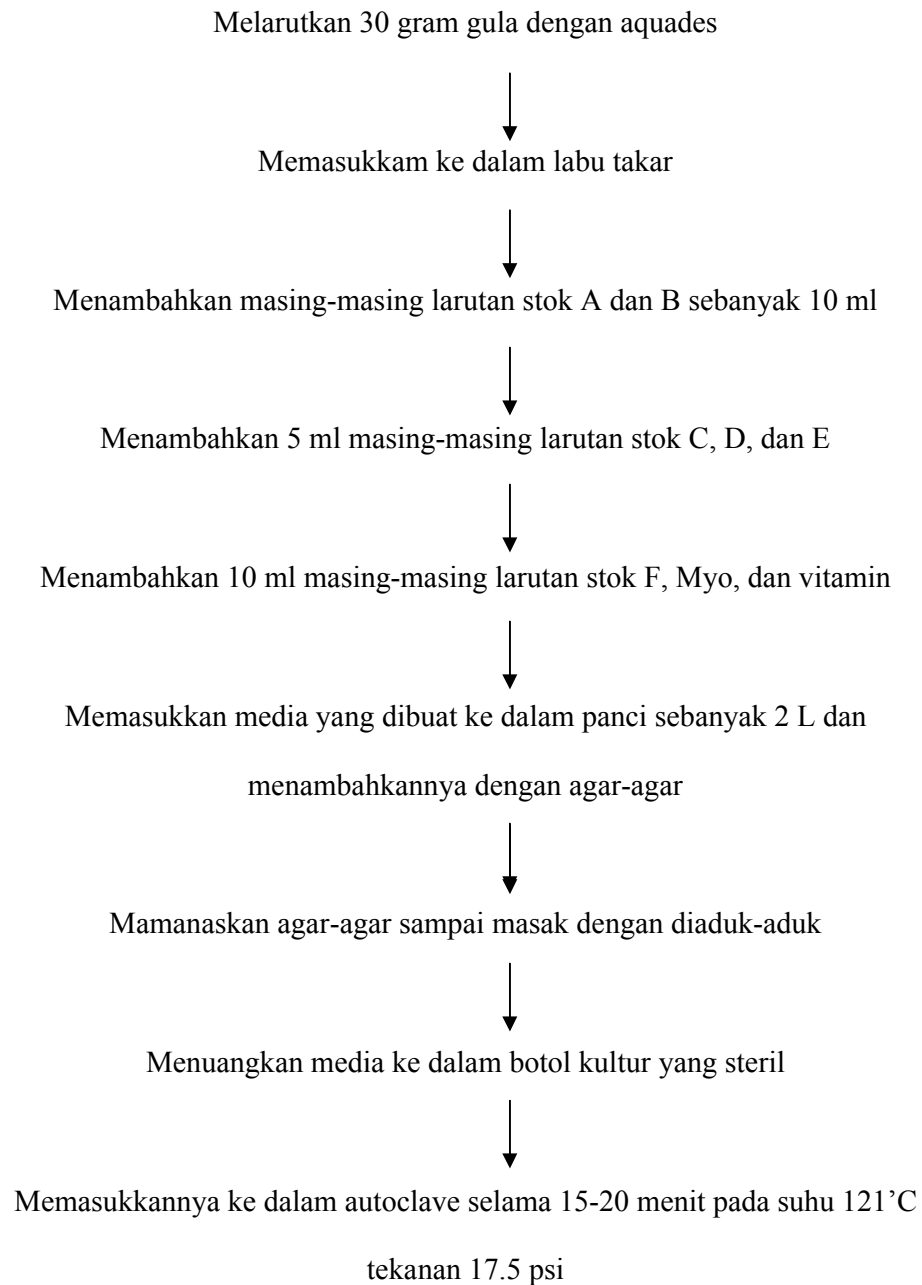 Melarutkan 30 gram gula dengan aquades
Memasukkam ke dalam labu takar
Menambahkan masing-masing larutan stok A dan B sebanyak 10 ml
Menambahkan 5 ml masing-masing larutan stok C, D, dan E
Menambahkan 10 ml masing-masing larutan stok F, Myo, dan vitamin
Memasukkan media yang dibuat ke dalam panci sebanyak 2 L dan
menambahkannya dengan agar-agar
Mamanaskan agar-agar sampai masak dengan diaduk-aduk
Menuangkan media ke dalam botol kultur yang steril
Memasukkannya ke dalam autoclave selama 15-20 menit pada suhu 121’C
tekanan 17.5 psi